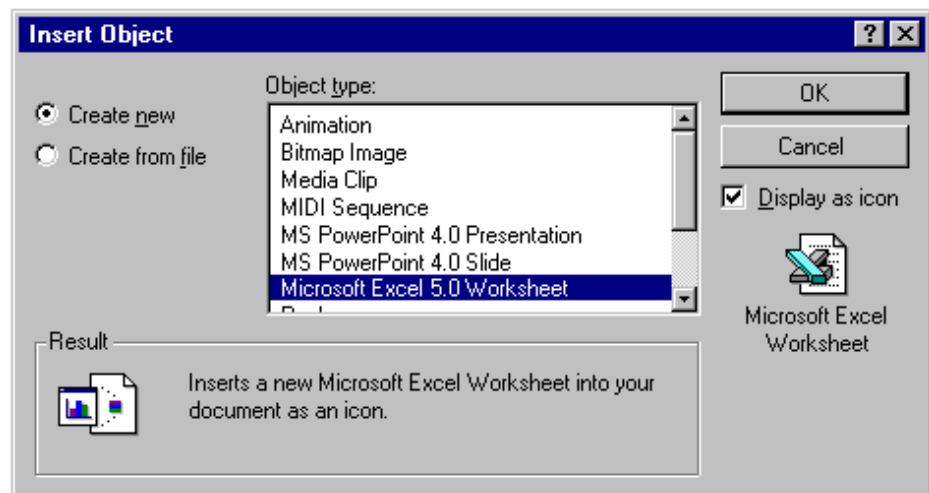 Insert Object
Object type:
Create new
Create from file
Animation
Bitmap Image
Media Clip
MIDI Sequence
MS PowerPoint 4.0 Presentation
MS PowerPoint 4.0 Slide
Microsoft Excel 5.0 Worksheet
OK
Cancel
Display as icon
Microsoft Excel
Worksheet
Result
Inserts a new Microsoft Excel Worksheet into your
document as an icon.